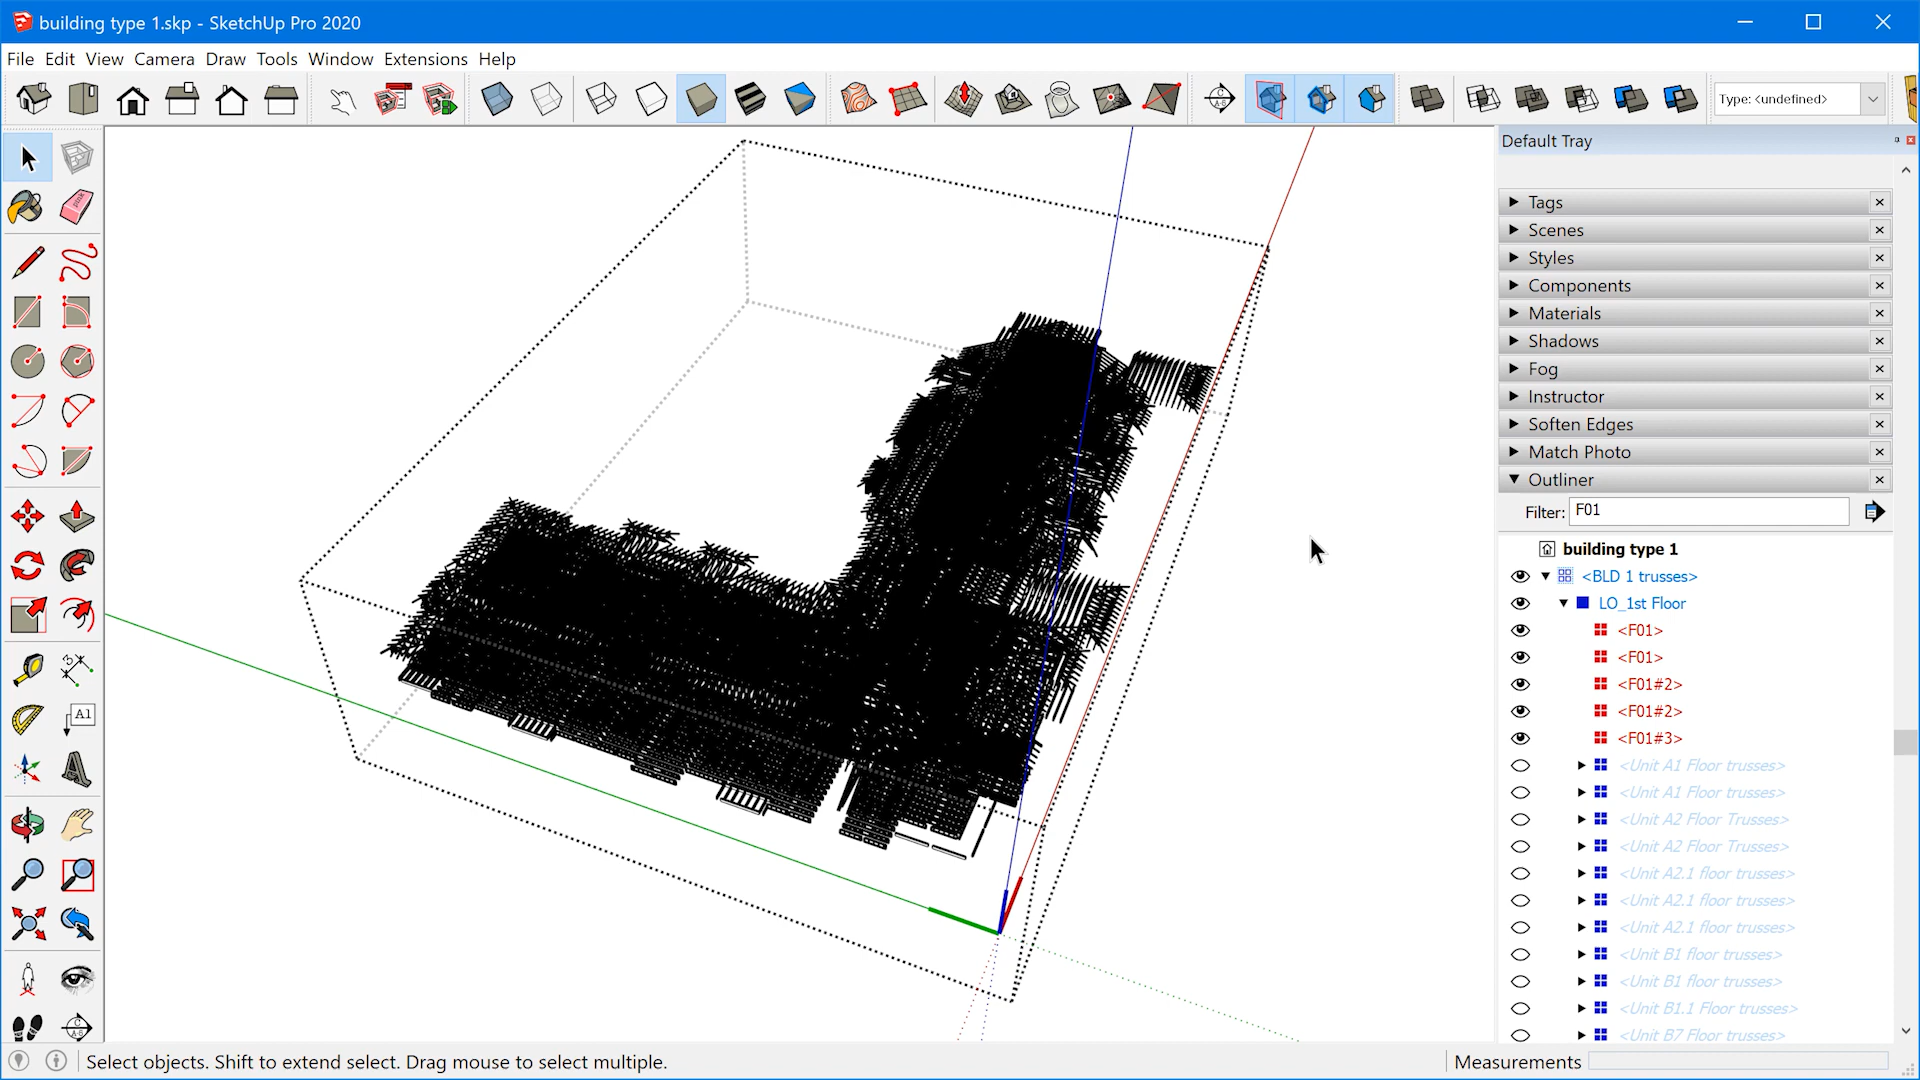 building type 1.skp - SketchUp Pro 2020
File Edit View Camera Draw Tools Window Extensions Help
Type: <undefined>
Default Tray
Tags
Scenes
Styles
Components
Materials
Shadows
Fog
Instructor
Soften Edges
Match Photo
Outliner
Filter: F01
building type 1
<BLD 1 trusses>
LO_1st Floor
<F01>
<F01>
<F01#2>
<F01#2>
<F01#3>
<Unit A1 Floor trusses>
<Unit A1 Floor trusses>
<Unit A2 Floor Trusses>
<Unit A2 Floor Trusses>
<Unit A2.1 floor trusses>
<Unit A2.1 floor trusses>
<Unit A2.1 floor trusses>
<Unit B1 floor trusses>
<Unit B1 floor trusses>
<Unit B1.1 Floor trusses>
<Unit B7 Floor trusses>
A1
Select objects. Shift to extend select. Drag mouse to select multiple.
Measurements